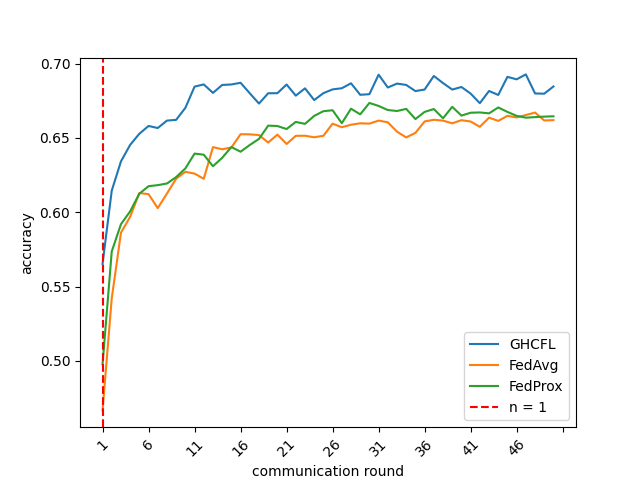 0.70
0.65
0.60
0.55
0.50
accuracy
1
6
11
16
21
26
31
36
41
46
communication round
GHCFL
FedAvg
FedProx
n = 1